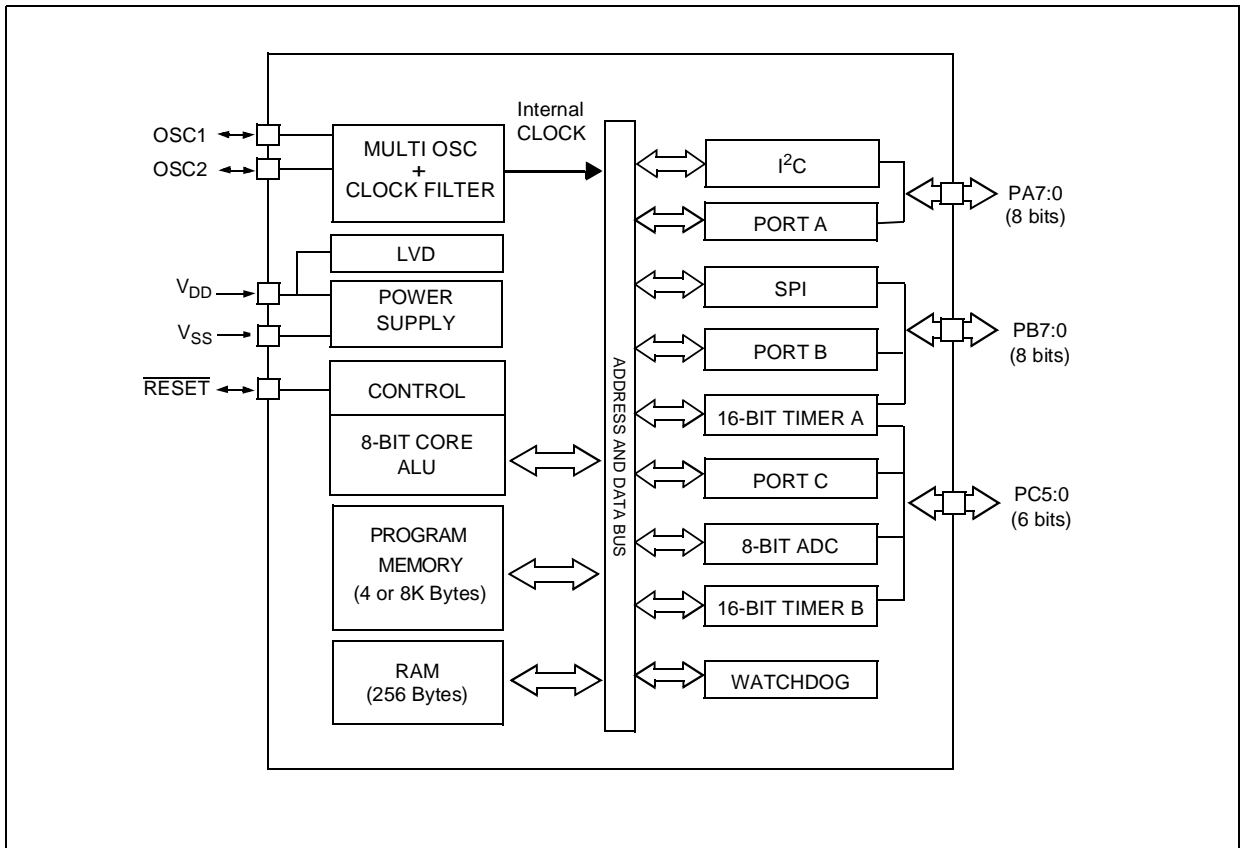 OSC1
OSC2
VDD
VSS
RESET
MULTI OSC
+
CLOCK FILTER
Internal
CLOCK
LVD
POWER
SUPPLY
CONTROL
8-BIT CORE
ALU
PROGRAM
MEMORY
(4 or 8K Bytes)
RAM
(256 Bytes)
ADDRESS AND DATA BUS
I²C
PORT A
SPI
PORT B
16-BIT TIMER A
PORT C
8-BIT ADC
16-BIT TIMER B
WATCHDOG
PA7:0
(8 bits)
PB7:0
(8 bits)
PC5:0
(6 bits)